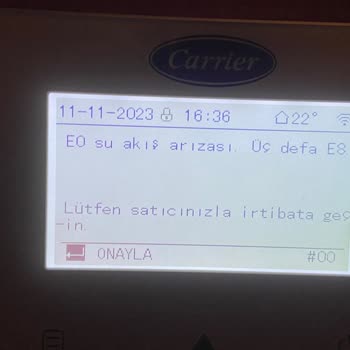 Carrier
11-11-2023 16:36 22°
E0 su akış arızası. Üç defa E8
Lütfen satıcınızla irtibata geç
-in.
ONAYLA #00